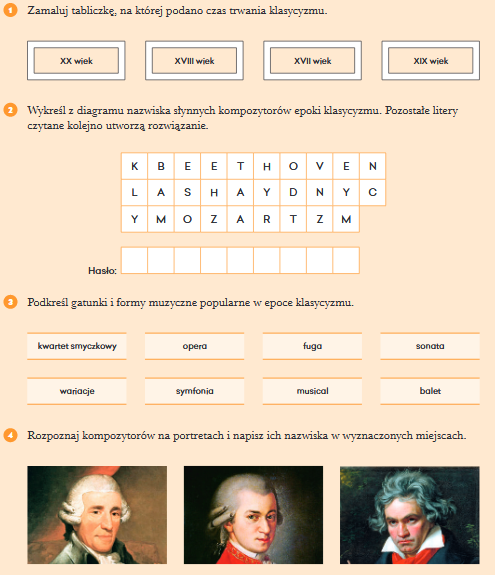 1 Zamaluj tabliczkę, na której podano czas trwania klasycyzmu.
XX wiek XVIII wiek XVII wiek XIX wiek
2 Wykreśl z diagramu nazwiska słynnych kompozytorów epoki klasycyzmu. Pozostałe litery
czytane kolejno utworzą rozwiązanie.
K B E E T H O V E N
L A S H A Y D N Y C
Y M O Z A R T Z M
Hasło:
3 Podkreśl gatunki i formy muzyczne popularne w epoce klasycyzmu.
kwartet smyczkowy opera fuga sonata
wariacje symfonia musical balet
4 Rozpoznaj kompozytorów na portretach i napisz ich nazwiska w wyznaczonych miejscach.